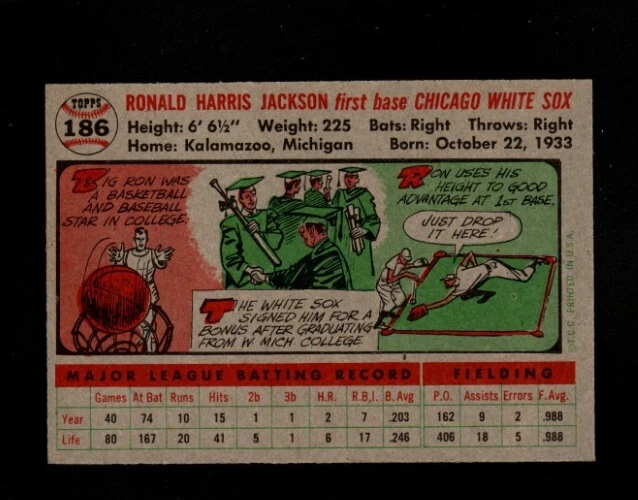 TOPPS
186
RONALD HARRIS JACKSON first base CHICAGO WHITE SOX
Height: 6' 6½" Weight: 225 Bats: Right Throws: Right
Home: Kalamazoo, Michigan Born: October 22, 1933
BIG RON WAS
A BASKETBALL
AND BASEBALL
STAR IN COLLEGE.
THE WHITE SOX
SIGNED HIM FOR A
BONUS AFTER GRADUATING
FROM W. MICH. COLLEGE.
RON USES HIS
HEIGHT TO GOOD
ADVANTAGE AT 1ST BASE.
JUST DROP
IT HERE!
©T.C.G. PRINTED IN U.S.A.
MAJOR LEAGUE BATTING RECORD FIELDING
Games At Bat Runs Hits 2b 3b H.R. R.B.I. B. Avg P.O. Assists Errors F. Avg.
Year 40 74 10 15 1 1 2 7 .203 162 9 2 .988
Life 80 167 20 41 5 1 6 17 .246 406 18 5 .988